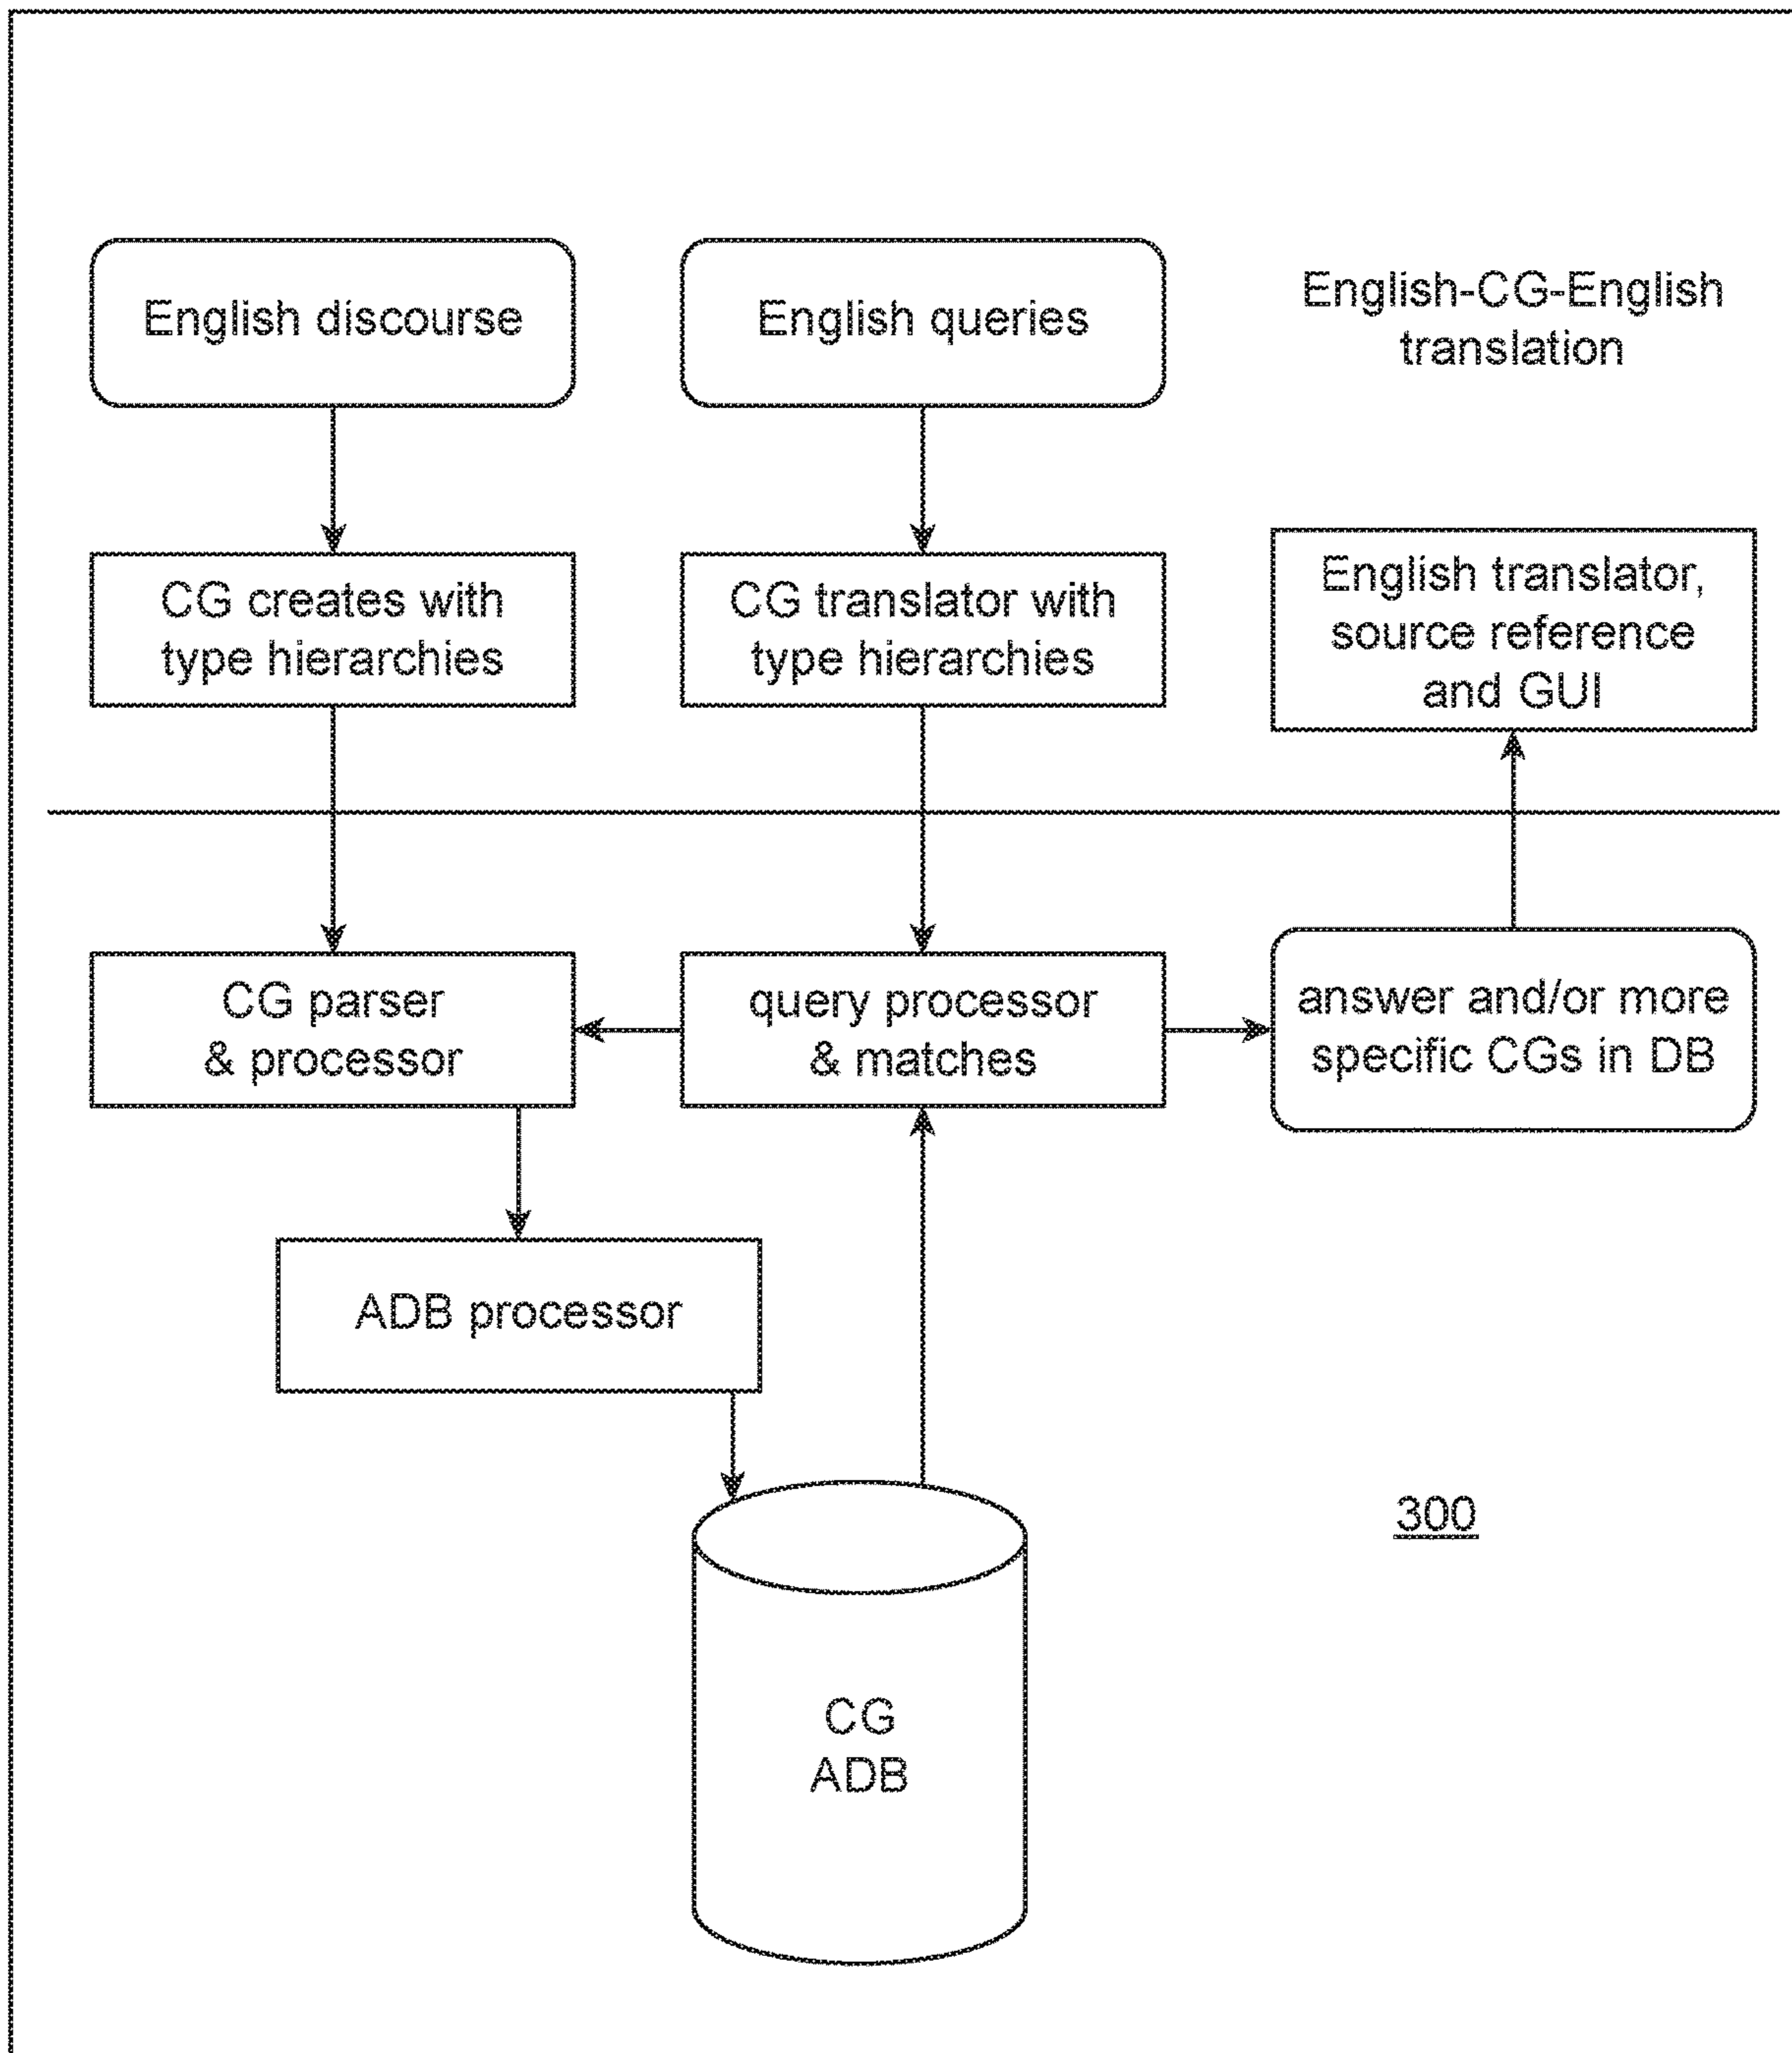 English discourse
English queries
English-CG-English
translation
CG creates with
type hierarchies
CG translator with
type hierarchies
English translator,
source reference
and GUI
CG parser
& processor
query processor
& matches
answer and/or more
specific CGs in DB
ADB processor
300
CG
ADB